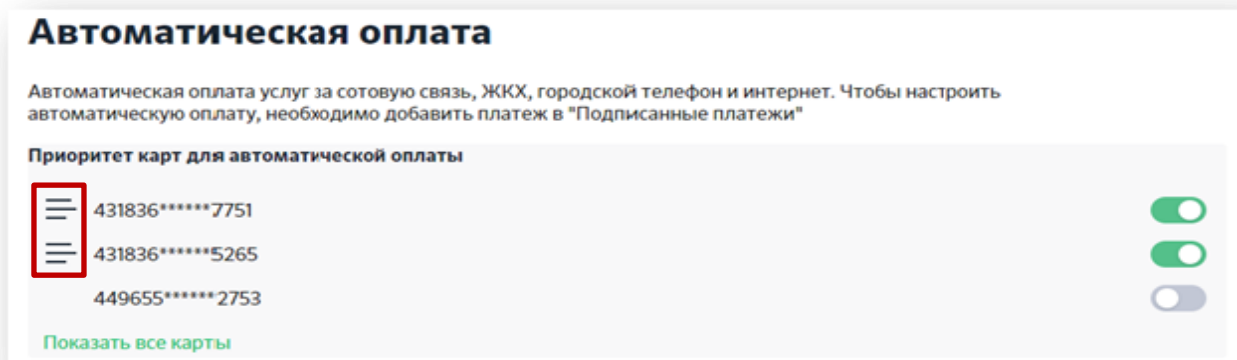 Автоматическая оплата
Автоматическая оплата услуг за сотовую связь, ЖКХ, городской телефон и интернет. Чтобы настроить
автоматическую оплату, необходимо добавить платеж в "Подписанные платежи"
Приоритет карт для автоматической оплаты
431836******7751
431836******5265
449655******2753
Показать все карты